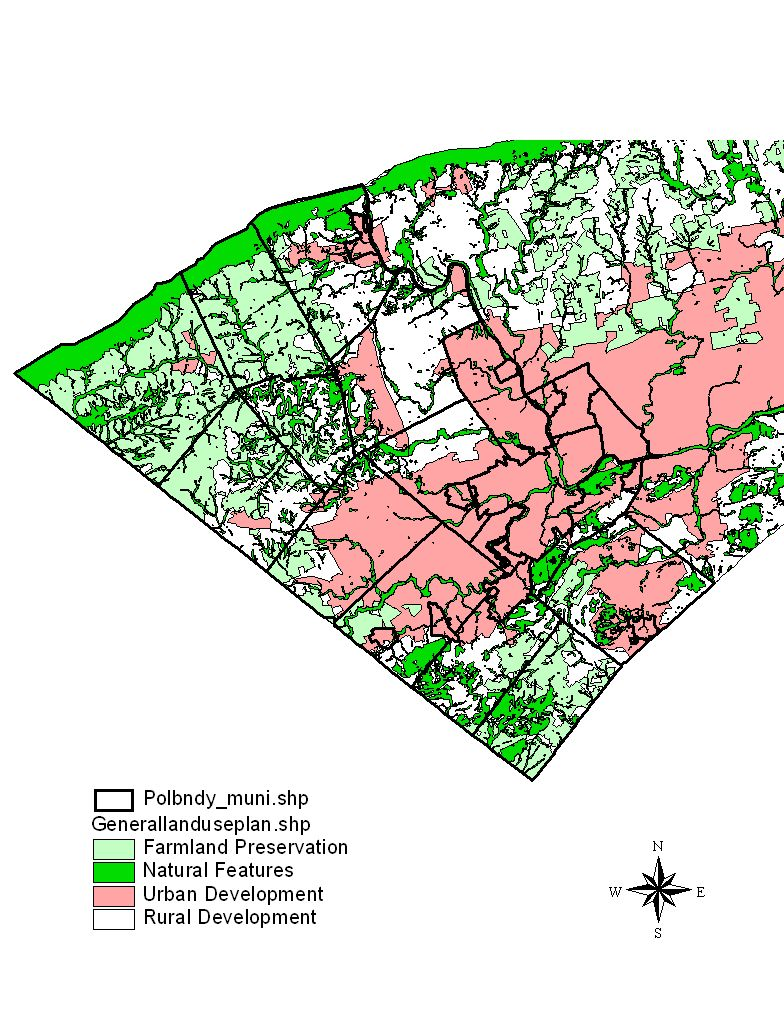 Polbndy_muni.shp
Generallanduseplan.shp
Farmland Preservation
Natural Features
Urban Development
Rural Development
N
W E
S